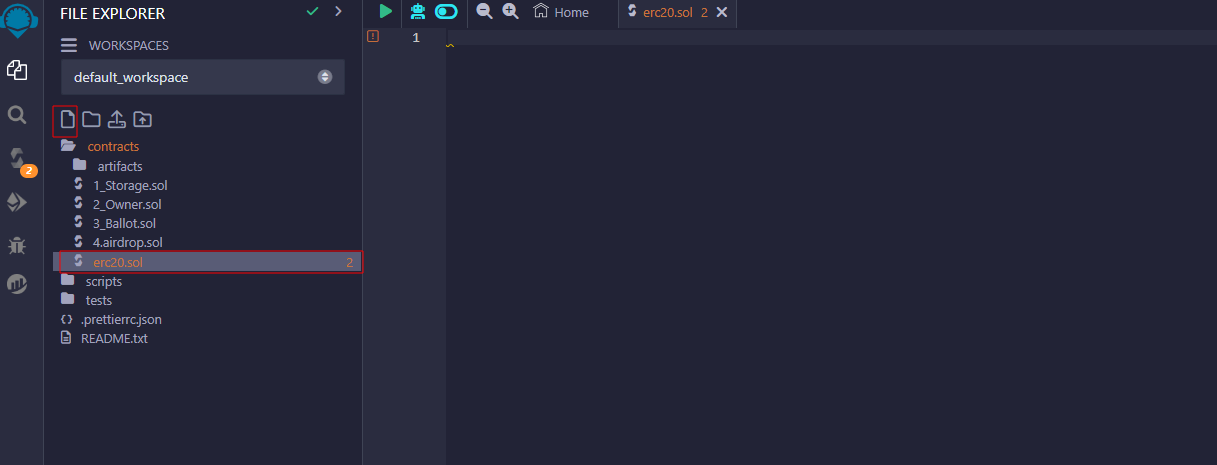 FILE EXPLORER
WORKSPACES
default_workspace
contracts
artifacts
1_Storage.sol
2_Owner.sol
3_Ballot.sol
4.airdrop.sol
erc20.sol 2
scripts
tests
.prettierrc.json
README.txt
2
Home
erc20.sol 2
1